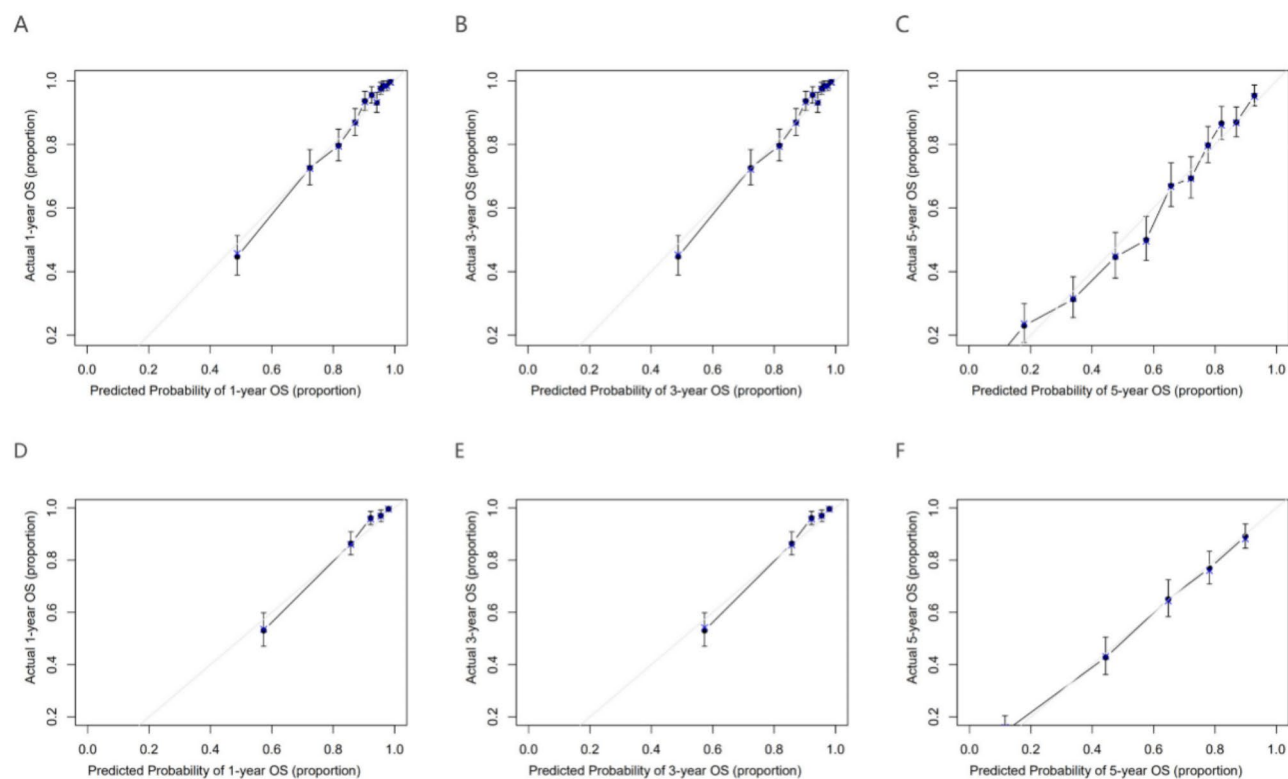 A
B
C
Actual 1-year OS (proportion)
1.0
0.8
0.6
0.4
0.2
0.0 0.2 0.4 0.6 0.8 1.0
Predicted Probability of 1-year OS (proportion)
Actual 3-year OS (proportion)
1.0
0.8
0.6
0.4
0.2
0.0 0.2 0.4 0.6 0.8 1.0
Predicted Probability of 3-year OS (proportion)
Actual 5-year OS (proportion)
1.0
0.8
0.6
0.4
0.2
0.0 0.2 0.4 0.6 0.8 1.0
Predicted Probability of 5-year OS (proportion)
D
E
F
Actual 1-year OS (proportion)
1.0
0.8
0.6
0.4
0.2
0.0 0.2 0.4 0.6 0.8 1.0
Predicted Probability of 1-year OS (proportion)
Actual 3-year OS (proportion)
1.0
0.8
0.6
0.4
0.2
0.0 0.2 0.4 0.6 0.8 1.0
Predicted Probability of 3-year OS (proportion)
Actual 5-year OS (proportion)
1.0
0.8
0.6
0.4
0.2
0.0 0.2 0.4 0.6 0.8 1.0
Predicted Probability of 5-year OS (proportion)